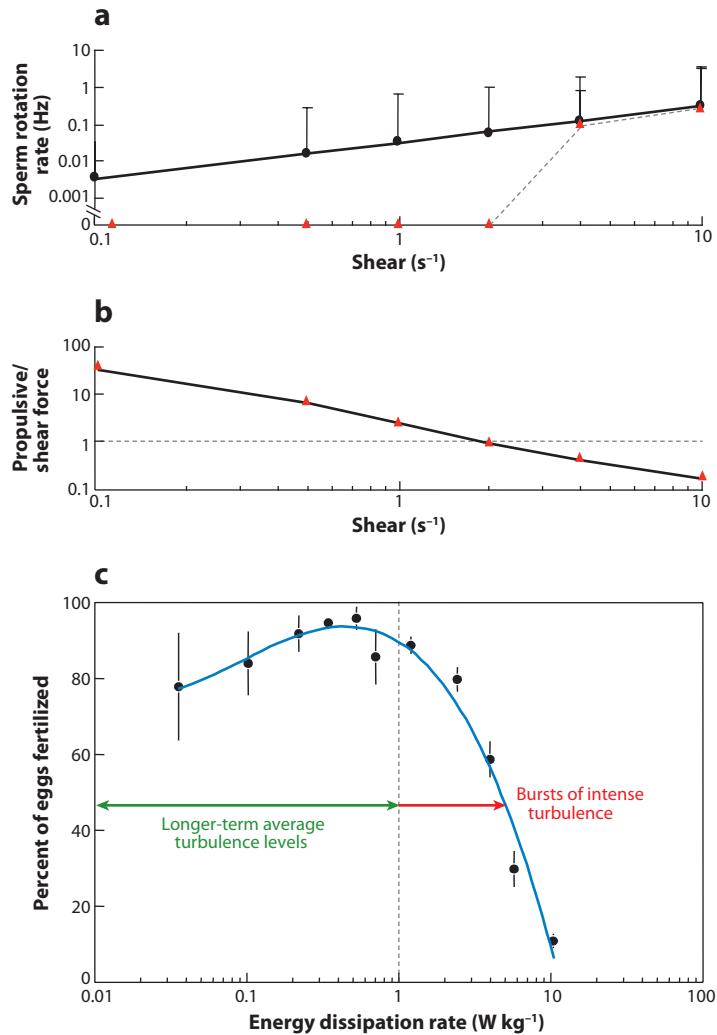 a
10
1
0.1
0.01
0.001
0
Sperm rotation
rate (Hz)
0.1
1
10
Shear (s⁻¹)
b
100
10
1
0.1
Propulsive/
shear force
0.1
1
10
Shear (s⁻¹)
c
100
80
60
40
20
0
Percent of eggs fertilized
Longer-term average
turbulence levels
Bursts of intense
turbulence
0.01
0.1
1
10
100
Energy dissipation rate (W kg⁻¹)